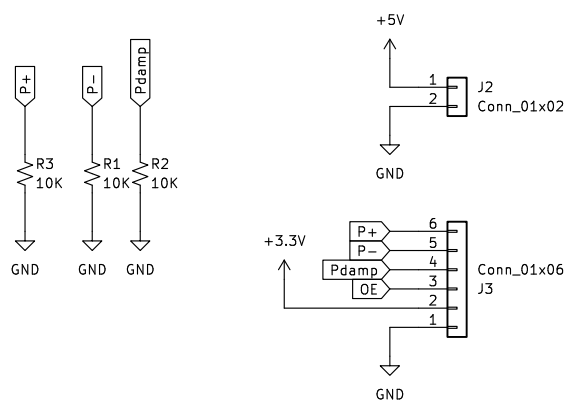 +5V
P+
P-
Pdamp
1
2
J2
Conn_01x02
GND
R3
10K
R1
10K
R2
10K
GND
GND
GND
+3.3V
P+
P-
Pdamp
OE
6
5
4
3
2
1
Conn_01x06
J3
GND